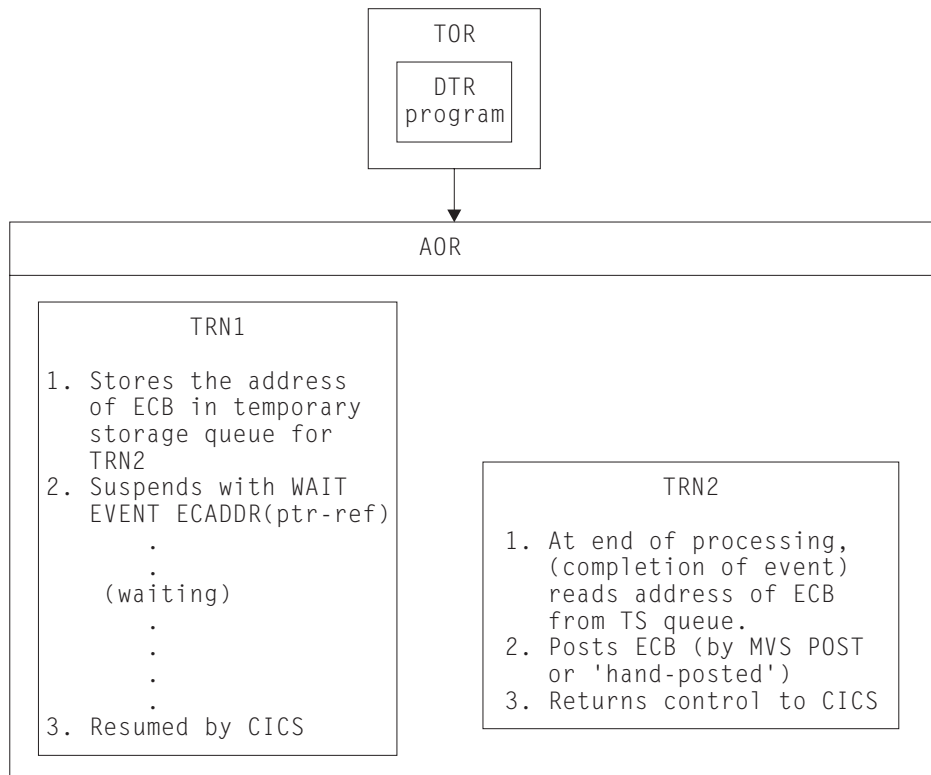 TOR
DTR
program
AOR
TRN1
1. Stores the address
of ECB in temporary
storage queue for
TRN2
2. Suspends with WAIT
EVENT ECADDR(ptr-ref)
.
.
(waiting)
.
.
.
.
3. Resumed by CICS
TRN2
1. At end of processing,
(completion of event)
reads address of ECB
from TS queue.
2. Posts ECB (by MVS POST
or 'hand-posted')
3. Returns control to CICS